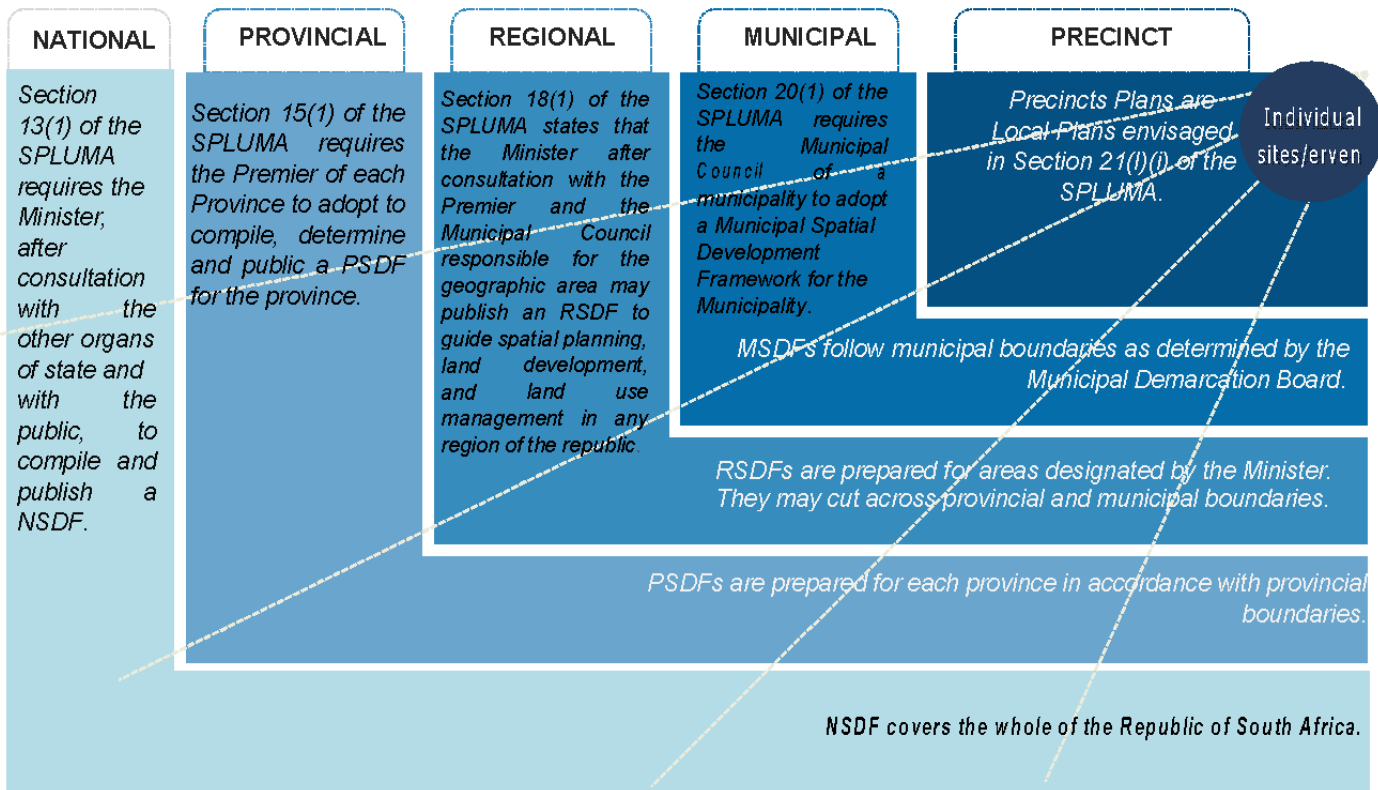 NATIONAL
Section
13(1) of the
SPLUMA
requires the
Minister,
after
consultation
with the
other organs
of state and
with the
public, to
compile and
publish a
NSDF.
PROVINCIAL
Section 15(1) of the
SPLUMA requires
the Premier of each
Province to adopt to
compile, determine
and public a PSDF
for the province.
REGIONAL
Section 18(1) of the
SPLUMA states that
the Minister after
consultation with the
Premier and the
Municipal Council
responsible for the
geographic area may
publish an RSDF to
guide spatial planning,
land development,
and land use
management in any
region of the republic.
MUNICIPAL
Section 20(1) of the
SPLUMA requires
the Municipal
Council of a
municipality to adopt
a Municipal Spatial
Development
Framework for the
Municipality.
PRECINCT
Precincts Plans are
Local Plans envisaged
in Section 21(l)(i) of the
SPLUMA.
Individual
sites/erven
MSDFs follow municipal boundaries as determined by the
Municipal Demarcation Board.
RSDFs are prepared for areas designated by the Minister.
They may cut across provincial and municipal boundaries.
PSDFs are prepared for each province in accordance with provincial
boundaries.
NSDF covers the whole of the Republic of South Africa.